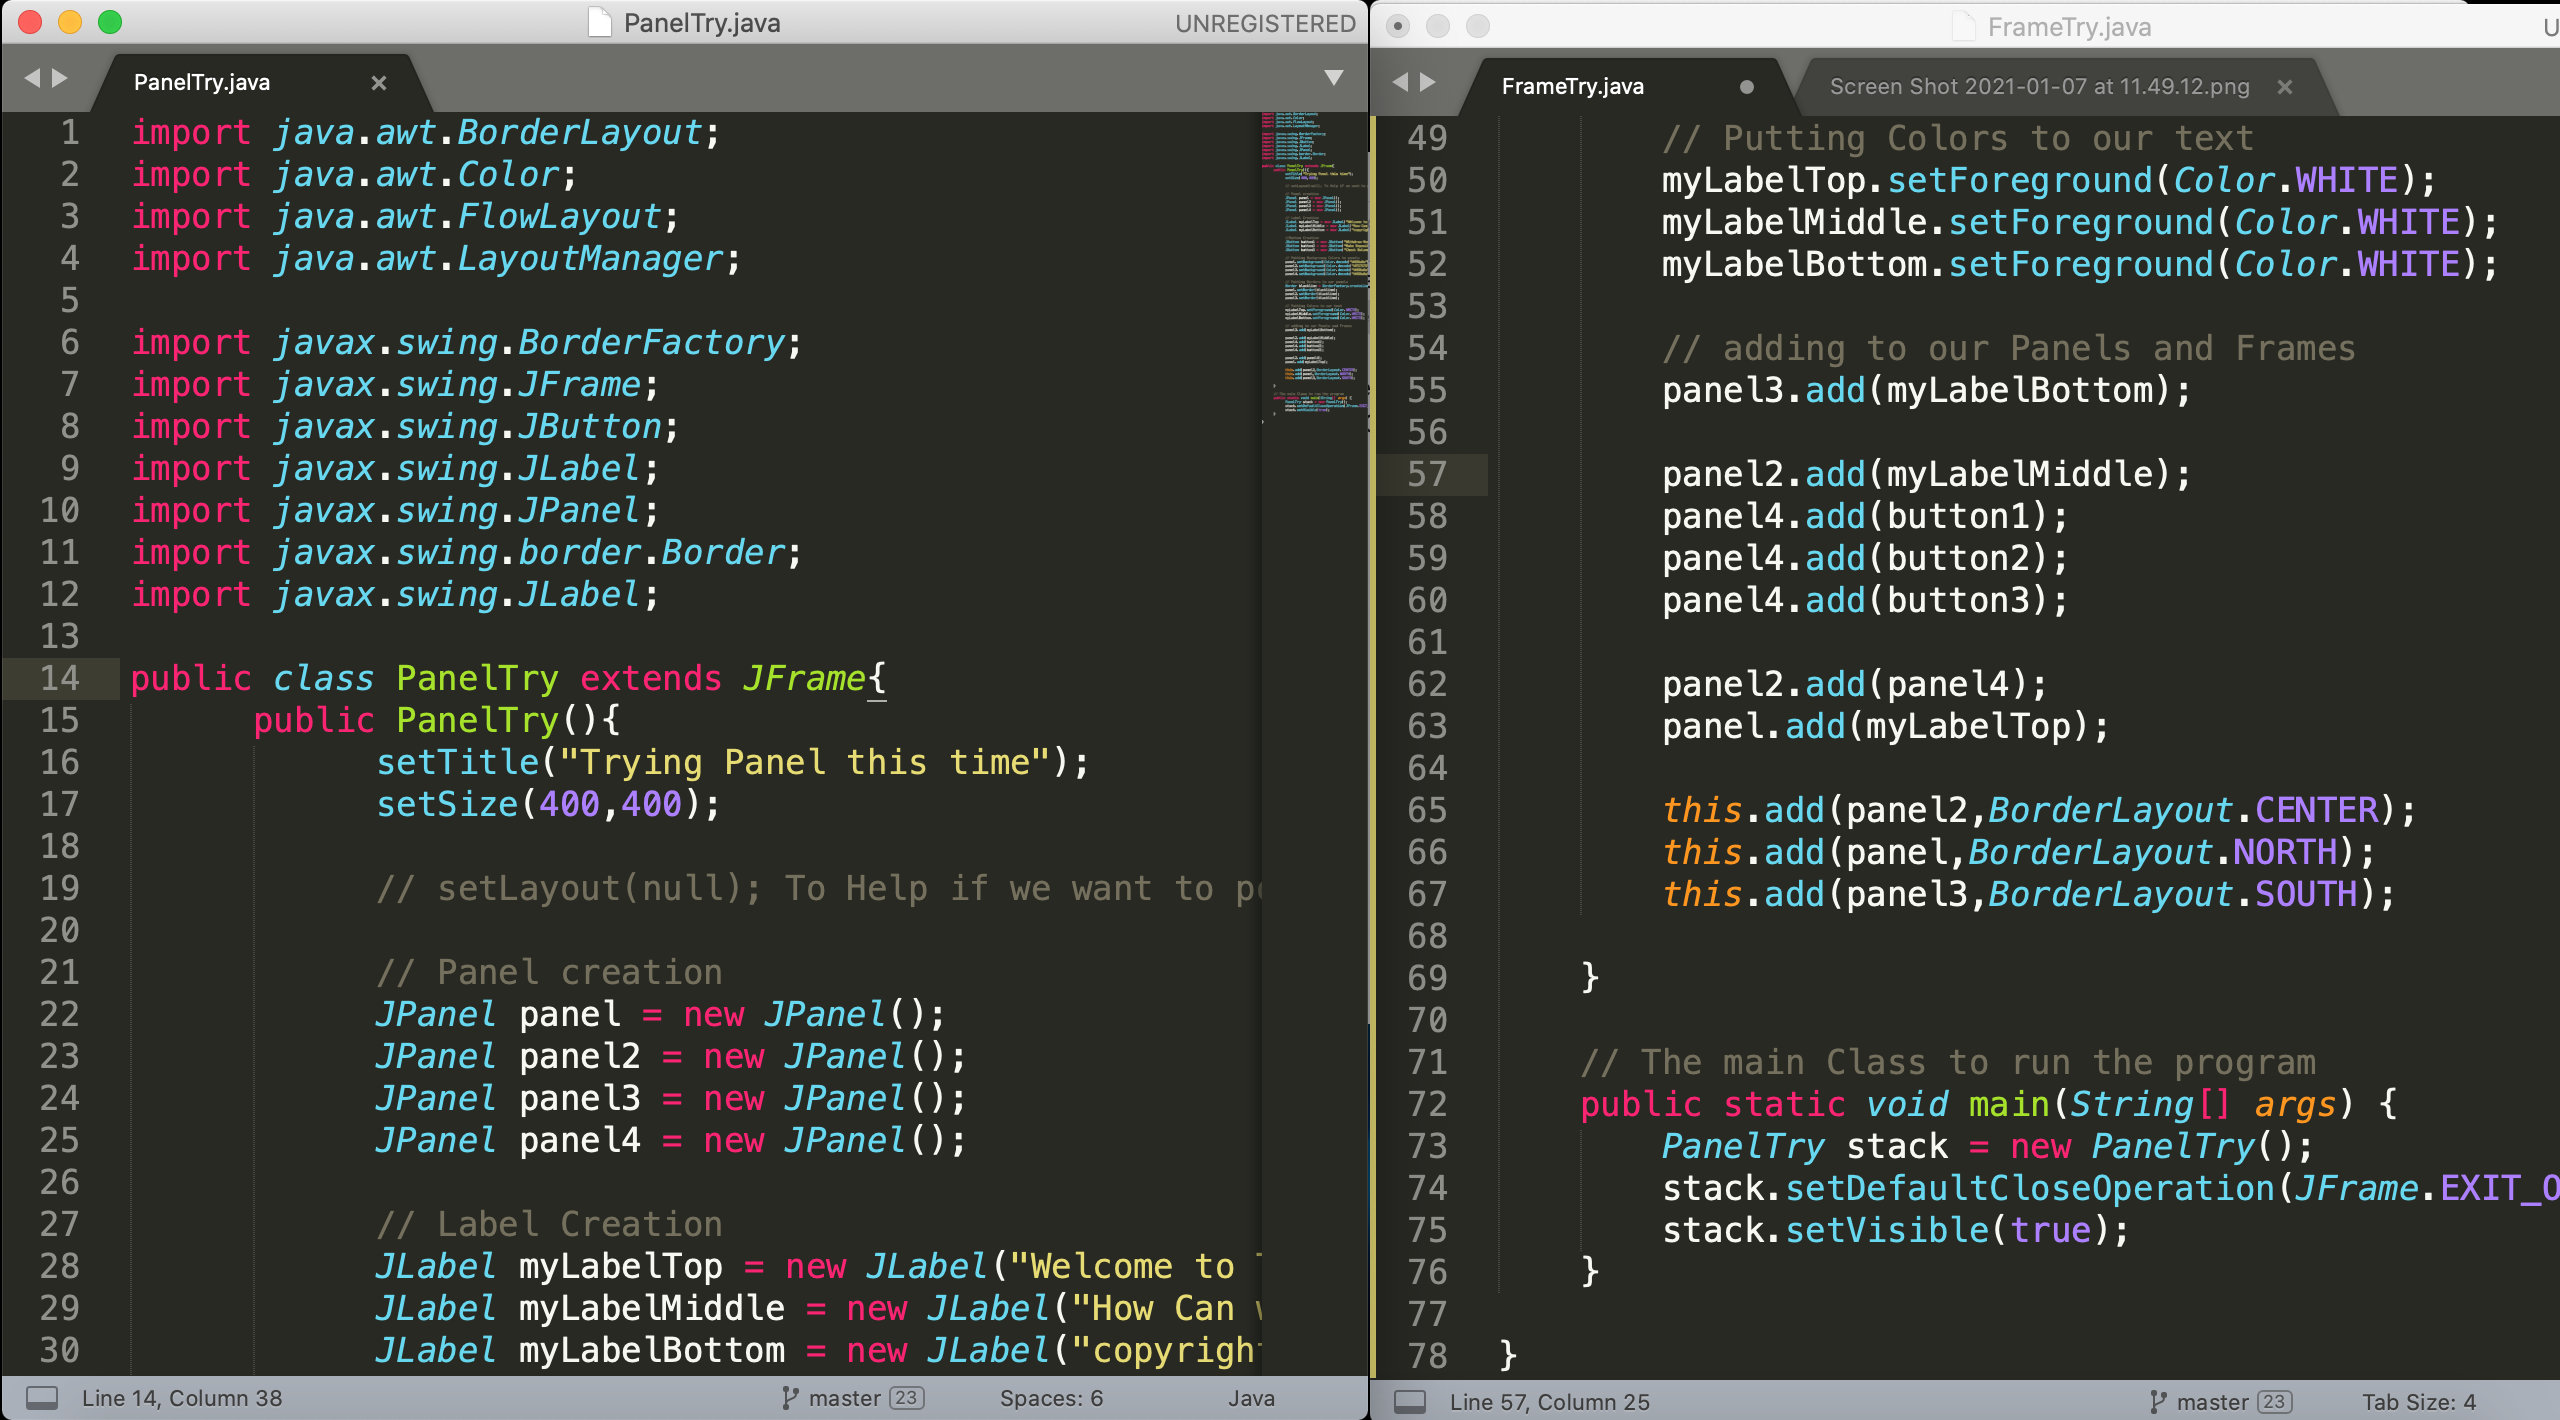 PanelTry.java
UNREGISTERED
PanelTry.java
1 import java.awt.BorderLayout;
2 import java.awt.Color;
3 import java.awt.FlowLayout;
4 import java.awt.LayoutManager;
5
6 import javax.swing.BorderFactory;
7 import javax.swing.JFrame;
8 import javax.swing.JButton;
9 import javax.swing.JLabel;
10 import javax.swing.JPanel;
11 import javax.swing.border.Border;
12 import javax.swing.JLabel;
13
14 public class PanelTry extends JFrame{
15 public PanelTry(){
16 setTitle("Trying Panel this time");
17 setSize(400,400);
18
19 // setLayout(null); To Help if we want to
20
21 // Panel creation
22 JPanel panel = new JPanel();
23 JPanel panel2 = new JPanel();
24 JPanel panel3 = new JPanel();
25 JPanel panel4 = new JPanel();
26
27 // Label Creation
28 JLabel myLabelTop = new JLabel("Welcome to
29 JLabel myLabelMiddle = new JLabel("How Can
30 JLabel myLabelBottom = new JLabel("copyrigh
Line 14, Column 38
master 23
Spaces: 6
Java
FrameTry.java
U
FrameTry.java
Screen Shot 2021-01-07 at 11.49.12.png
49 // Putting Colors to our text
50 myLabelTop.setForeground(Color.WHITE);
51 myLabelMiddle.setForeground(Color.WHITE);
52 myLabelBottom.setForeground(Color.WHITE);
53
54 // adding to our Panels and Frames
55 panel3.add(myLabelBottom);
56
57 panel2.add(myLabelMiddle);
58 panel4.add(button1);
59 panel4.add(button2);
60 panel4.add(button3);
61
62 panel2.add(panel4);
63 panel.add(myLabelTop);
64
65 this.add(panel2,BorderLayout.CENTER);
66 this.add(panel,BorderLayout.NORTH);
67 this.add(panel3,BorderLayout.SOUTH);
68
69 }
70
71 // The main Class to run the program
72 public static void main(String[] args) {
73 PanelTry stack = new PanelTry();
74 stack.setDefaultCloseOperation(JFrame.EXIT_O
75 stack.setVisible(true);
76 }
77
78 }
Line 57, Column 25
master 23
Tab Size: 4